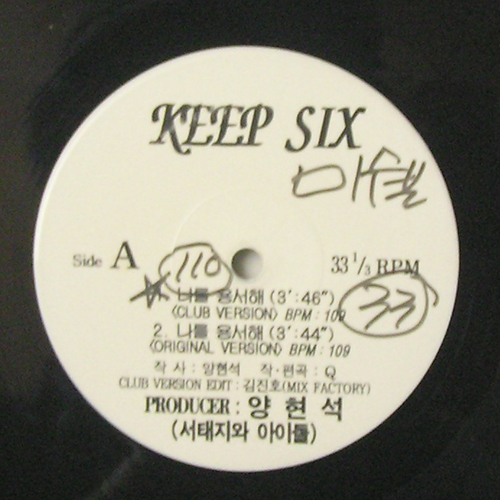 KEEP SIX
미쉘
Side A
110
33 1/3 RPM
33
1. 나를 용서해 (3':46")
〈CLUB VERSION〉 BPM : 109
2. 나를 용서해 (3':44")
〈ORIGINAL VERSION〉 BPM : 109
작 사 : 양현석 작·편곡 : Q
CLUB VERSION EDIT : 김진호(MIX FACTORY)
PRODUCER : 양 현 석
(서태지와 아이돌)